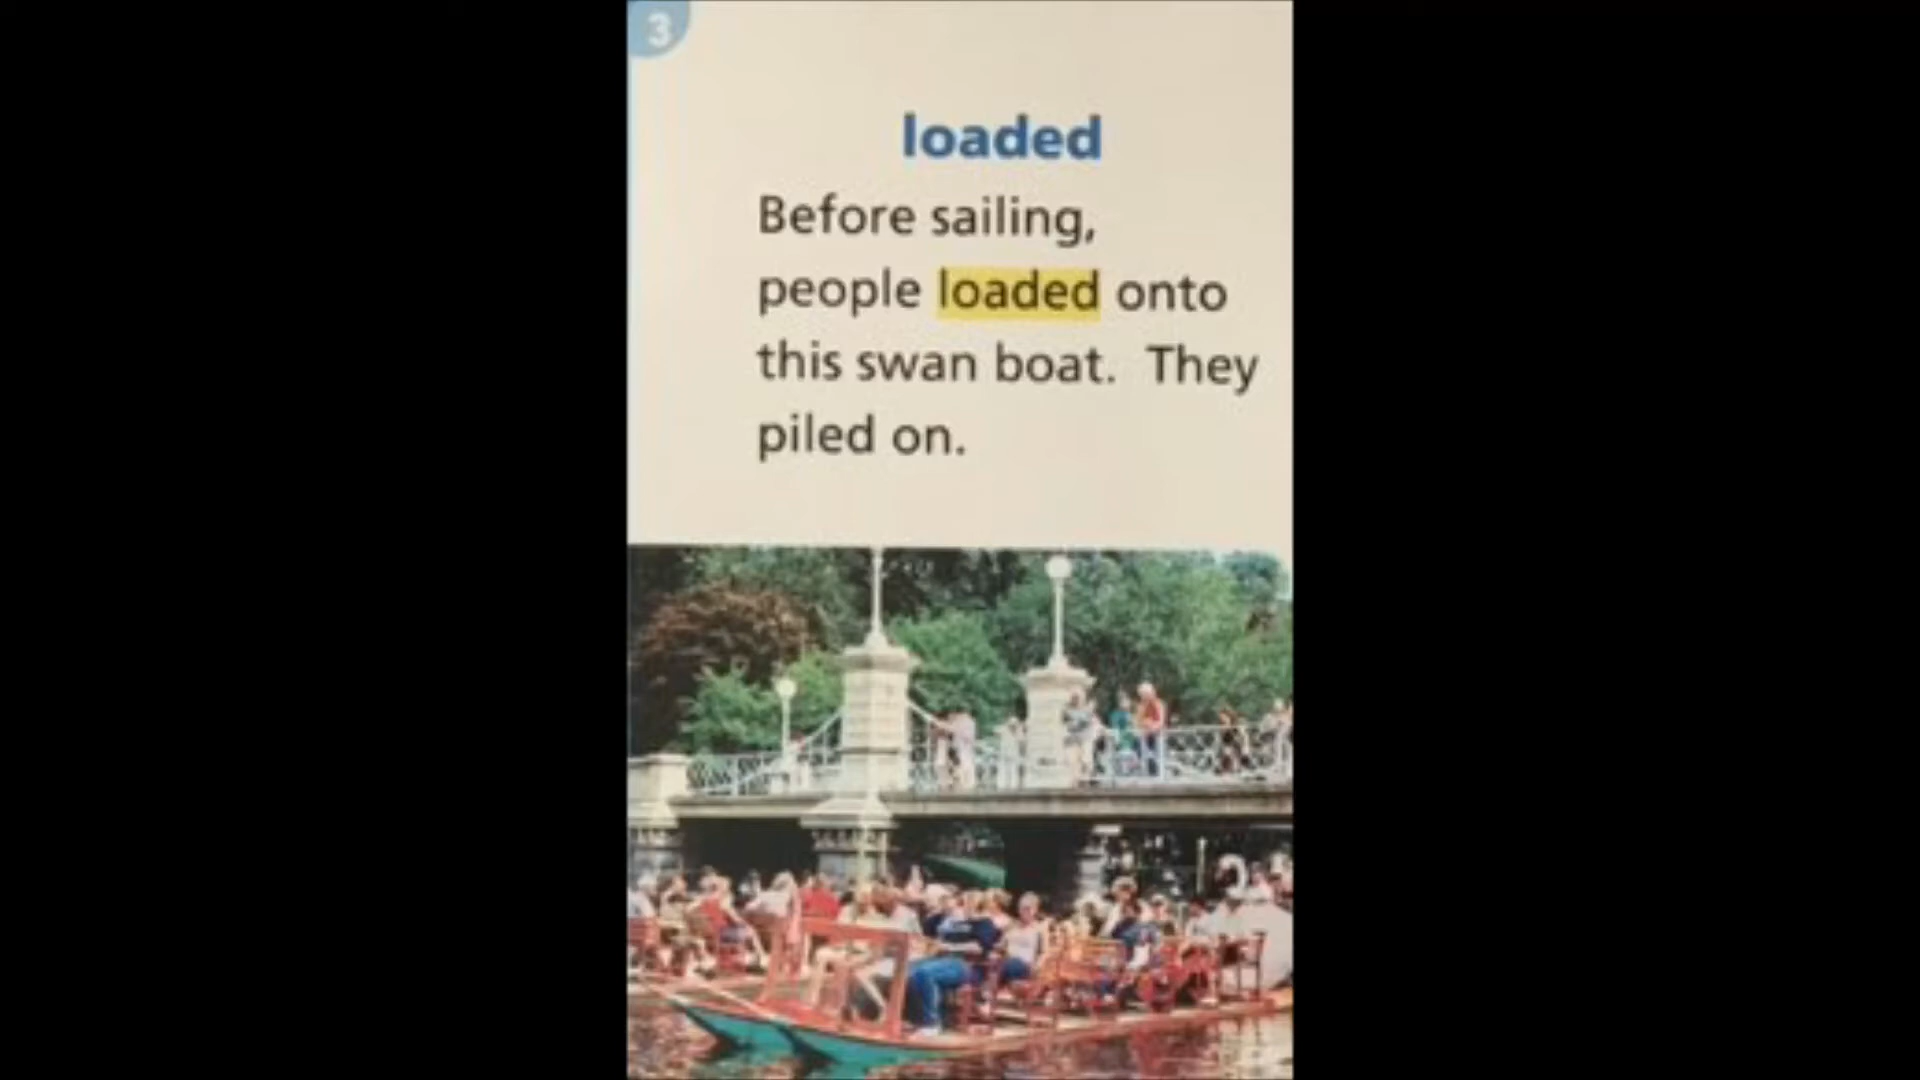 3
loaded
Before sailing,
people loaded onto
this swan boat. They
piled on.